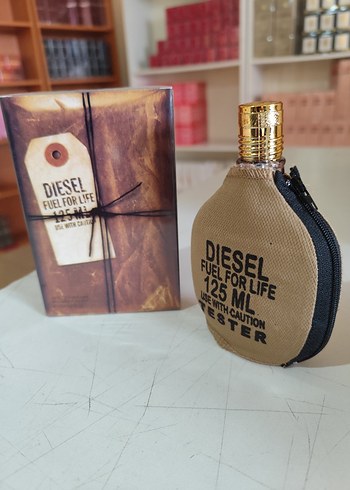 DIESEL
FUEL FOR LIFE
125 ML
USE WITH CAUTION
DIESEL
FUEL FOR LIFE
125 ML
USE WITH CAUTION
TESTER